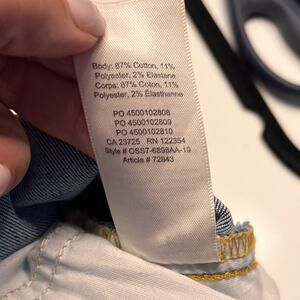 Body: 87% Cotton, 11%
Polyester, 2% Elastane
Corps: 87% Coton, 11%
Polyester, 2% Élasthanne
PO 4500102808
PO 4500102809
PO 4500102810
CA 23725 RN 122354
Style # OSS7-6898AA-19
Article # 72843